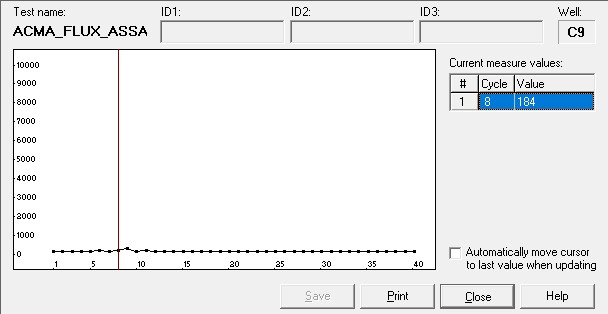 Test name: ID1: ID2: ID3: Well:
ACMA_FLUX_ASSA C9
10000
9000
8000
7000
6000
5000
4000
3000
2000
1000
0
1 5 10 15 20 25 30 35 40
Current measure values:
# Cycle Value
1 8 184
Automatically move cursor
to last value when updating
Save Print Close Help